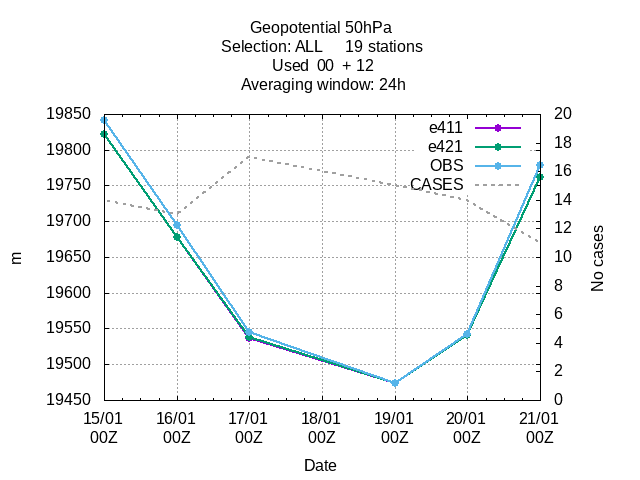 Geopotential 50hPa
Selection: ALL     19 stations
Used  00  + 12
Averaging window: 24h
19850
19800
19750
19700
19650
19600
19550
19500
19450
m
20
18
16
14
12
10
8
6
4
2
0
No cases
e411
e421
OBS
CASES
15/01 16/01 17/01 18/01 19/01 20/01 21/01
00Z 00Z 00Z 00Z 00Z 00Z 00Z
Date